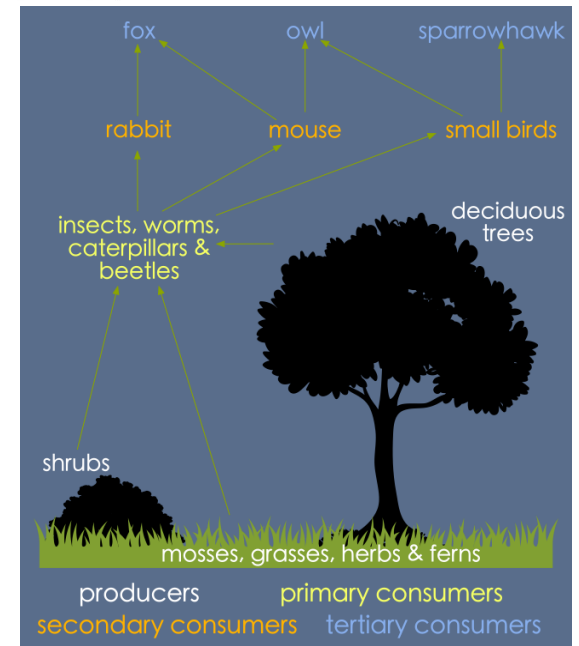 fox owl sparrowhawk
rabbit mouse small birds
insects, worms,
caterpillars &
beetles
deciduous
trees
shrubs
mosses, grasses, herbs & ferns
producers primary consumers
secondary consumers tertiary consumers